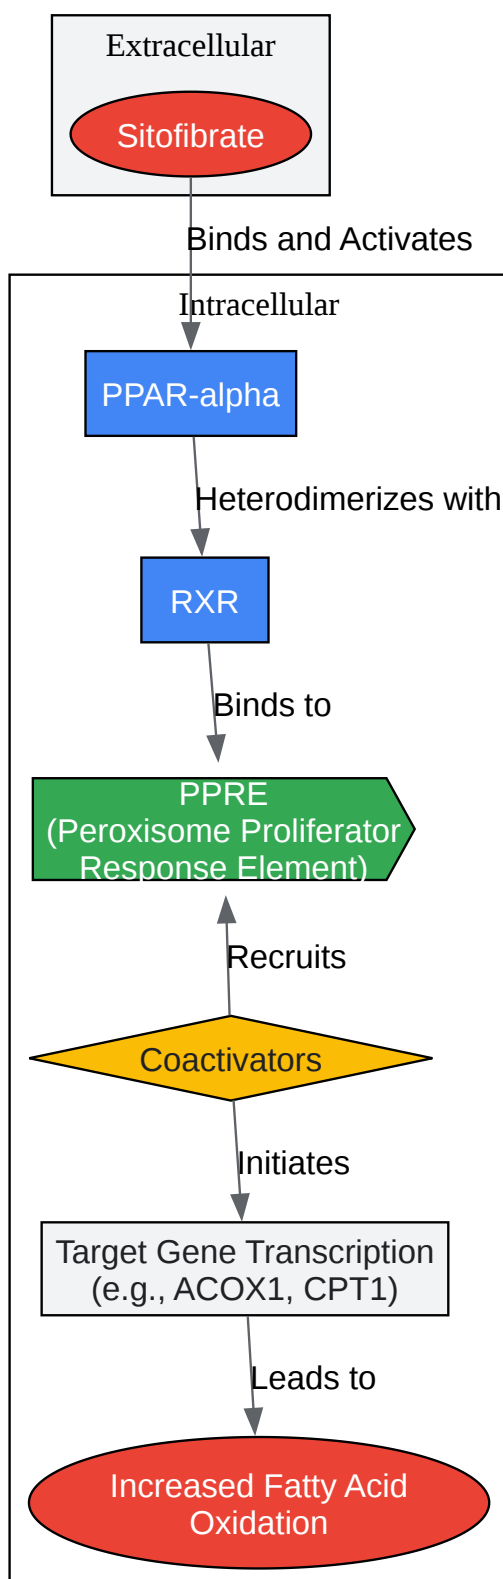 Extracellular
Sitofibrate
Binds and Activates
Intracellular
PPAR-alpha
Heterodimerizes with
RXR
Binds to
PPRE
(Peroxisome Proliferator
Response Element)
Recruits
Coactivators
Initiates
Target Gene Transcription
(e.g., ACOX1, CPT1)
Leads to
Increased Fatty Acid
Oxidation